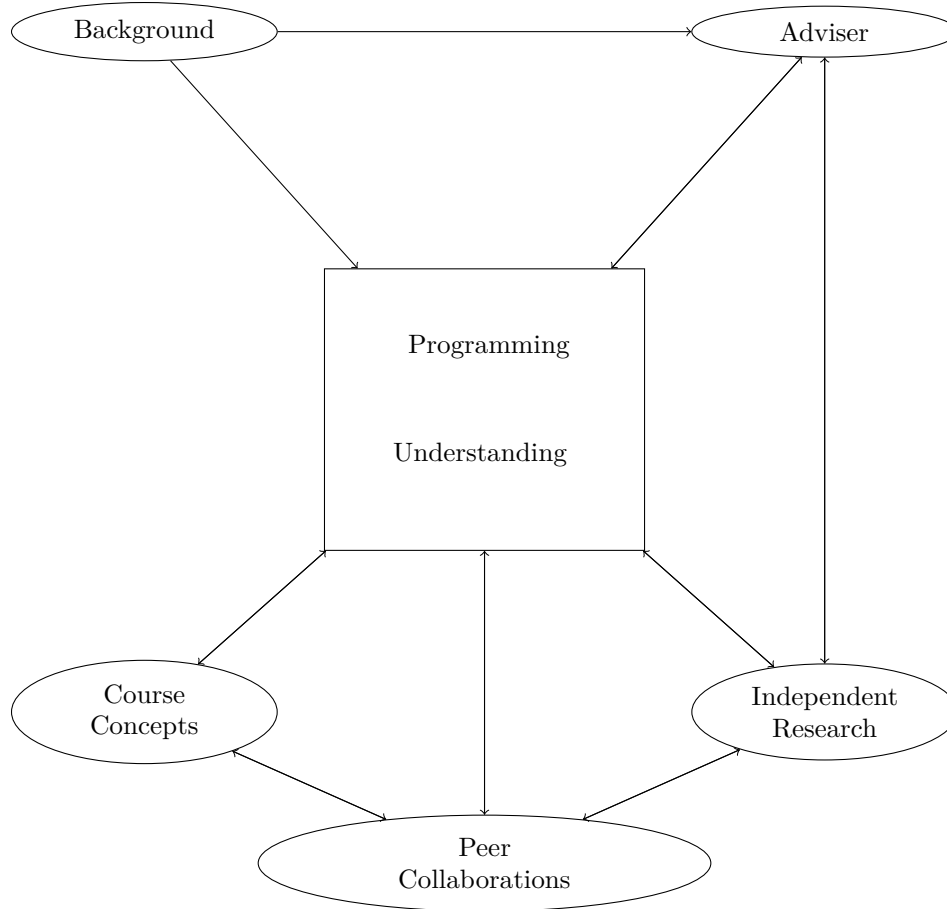 Background
Adviser
Programming
Understanding
Course
Concepts
Independent
Research
Peer
Collaborations